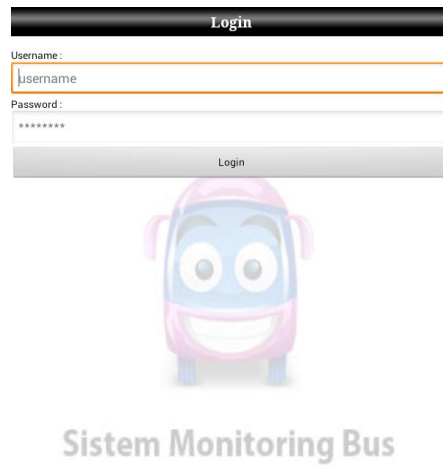 Login
Username :
username
Password :
********
Login
Sistem Monitoring Bus